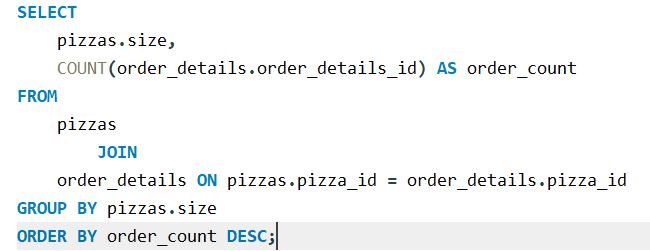 SELECT
    pizzas.size,
    COUNT(order_details.order_details_id) AS order_count
FROM
    pizzas
        JOIN
    order_details ON pizzas.pizza_id = order_details.pizza_id
GROUP BY pizzas.size
ORDER BY order_count DESC;